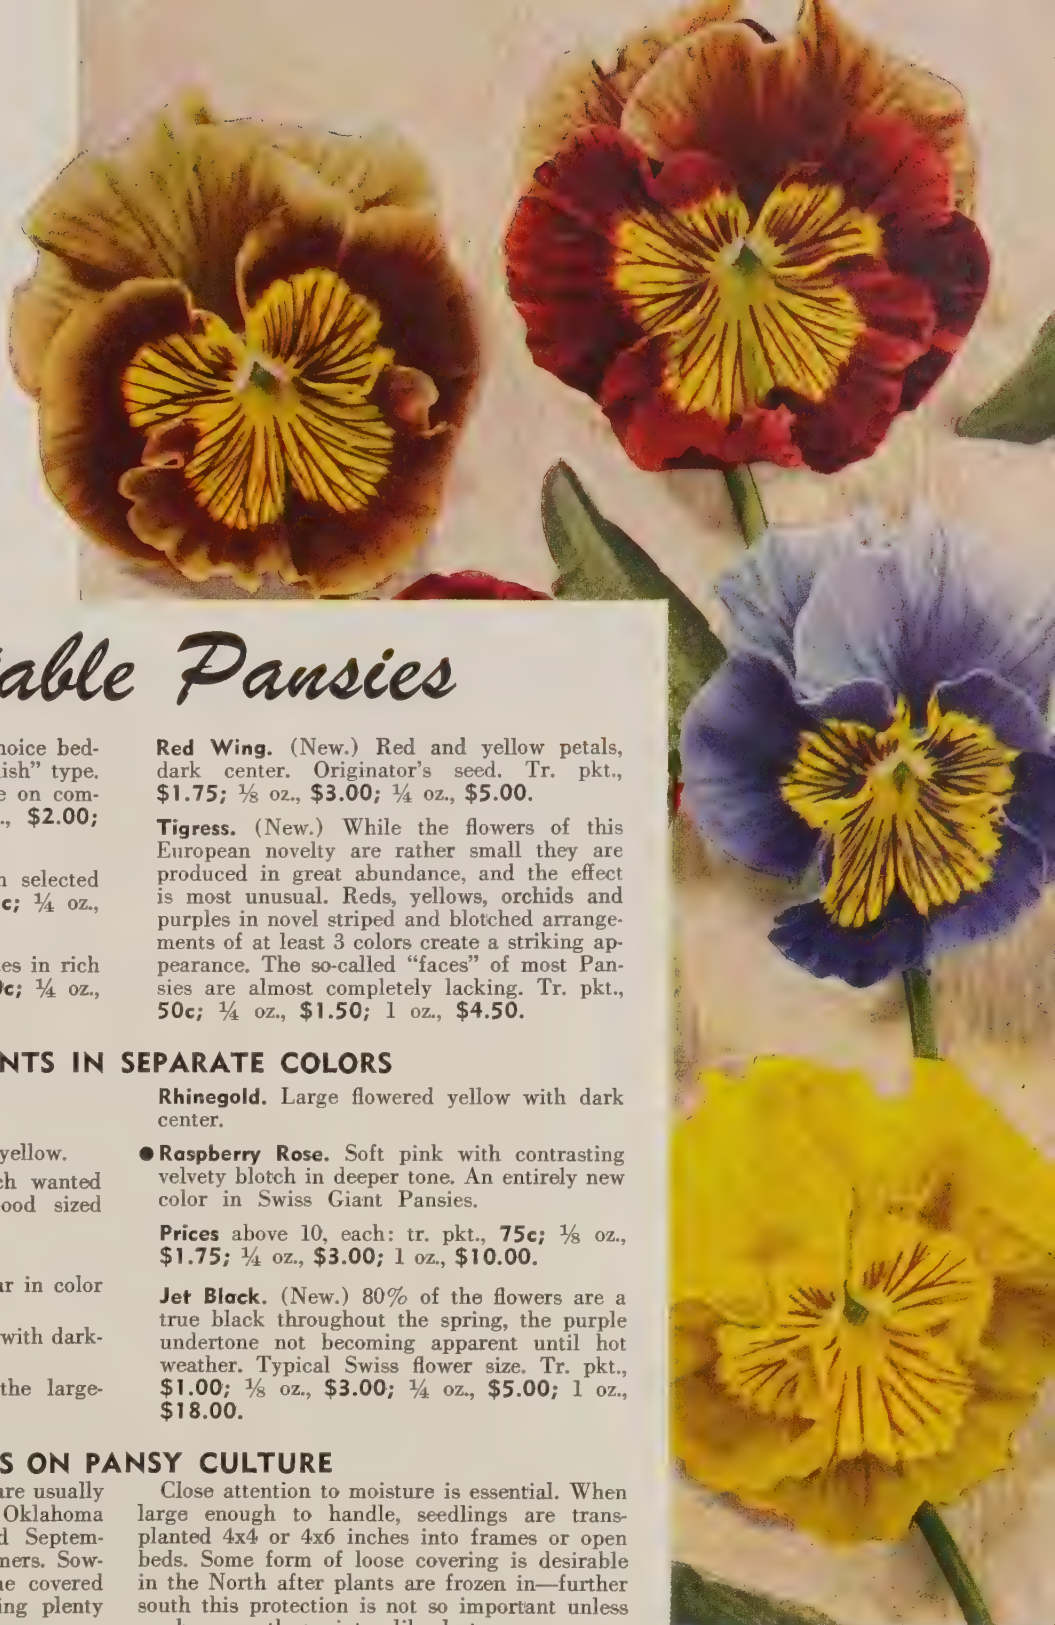 able Pansies
hoice bed-
ish” type.
e on com-
., $2.00;
n selected
c; ¼ oz.,
es in rich
c; ¼ oz.,
Red Wing. (New.) Red and yellow petals,
dark center. Originator's seed. Tr. pkt.,
$1.75; ⅛ oz., $3.00; ¼ oz., $5.00.
Tigress. (New.) While the flowers of this
European novelty are rather small they are
produced in great abundance, and the effect
is most unusual. Reds, yellows, orchids and
purples in novel striped and blotched arrange-
ments of at least 3 colors create a striking ap-
pearance. The so-called “faces” of most Pan-
sies are almost completely lacking. Tr. pkt.,
50c; ¼ oz., $1.50; 1 oz., $4.50.
NTS IN SEPARATE COLORS
yellow.
ch wanted
ood sized
ar in color
with dark-
the large-
Rhinegold. Large flowered yellow with dark
center.
● Raspberry Rose. Soft pink with contrasting
velvety blotch in deeper tone. An entirely new
color in Swiss Giant Pansies.
Prices above 10, each: tr. pkt., 75c; ⅛ oz.,
$1.75; ¼ oz., $3.00; 1 oz., $10.00.
Jet Black. (New.) 80% of the flowers are a
true black throughout the spring, the purple
undertone not becoming apparent until hot
weather. Typical Swiss flower size. Tr. pkt.,
$1.00; ⅛ oz., $3.00; ¼ oz., $5.00; 1 oz.,
$18.00.
S ON PANSY CULTURE
are usually
Oklahoma
d Septem-
ners. Sow-
e covered
ing plenty
Close attention to moisture is essential. When
large enough to handle, seedlings are trans-
planted 4x4 or 4x6 inches into frames or open
beds. Some form of loose covering is desirable
in the North after plants are frozen in—further
south this protection is not so important unless